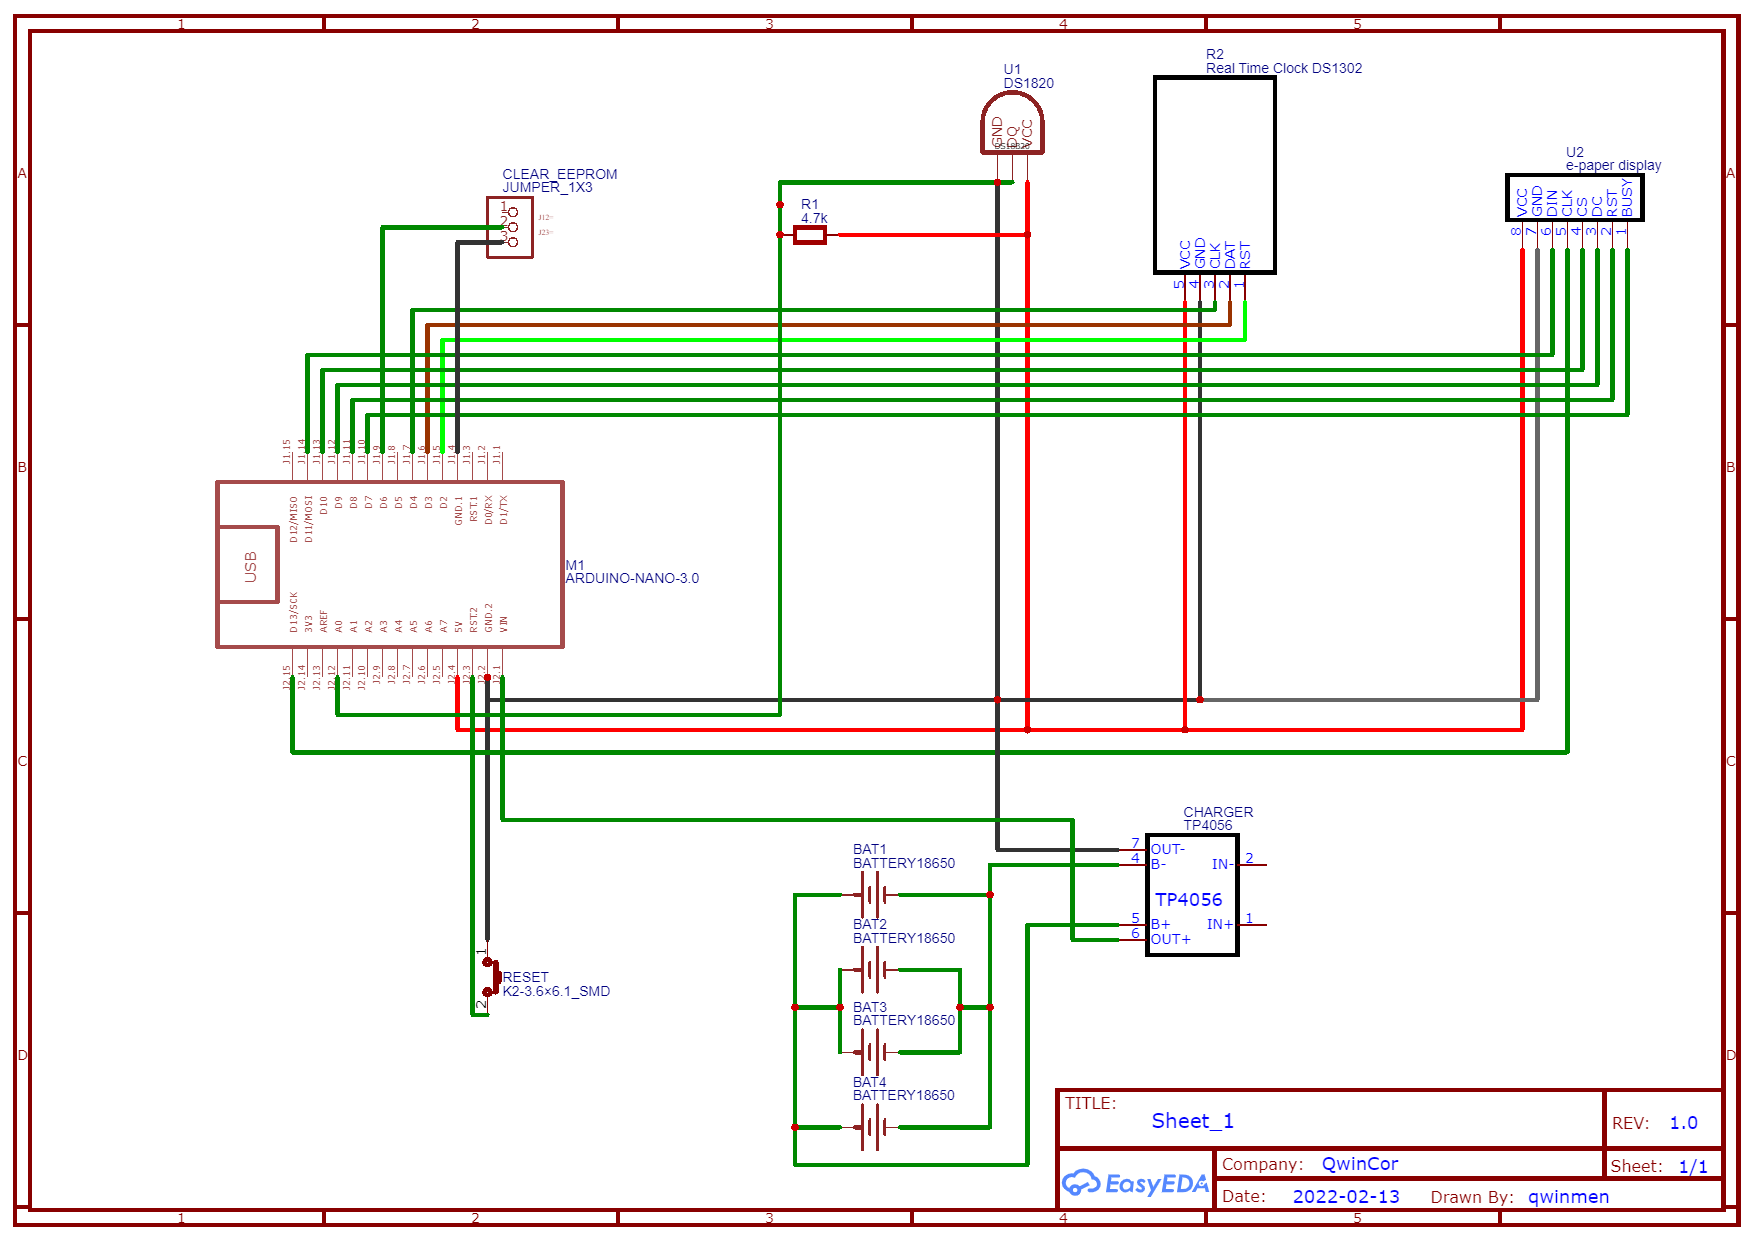 1 2 3 4 5
A A
B B
C C
D D
U1
DS1820
GND
DQ
VCC
R2
Real Time Clock DS1302
VCC
GND
CLK
DAT
RST
5 4 3 2 1
U2
e-paper display
VCC
GND
DIN
CLK
CS
DC
RST
BUSY
8 7 6 5 4 3 2 1
CLEAR_EEPROM
JUMPER_1X3
1
2
3
R1
4.7k
J1.15
J1.14
J1.13
J1.12
J1.11
J1.10
J1.9
J1.8
J1.7
J1.6
J1.5
J1.4
J1.3
J1.2
J1.1
D12/MISO
D11/MOSI
D10
D9
D8
D7
D6
D5
D4
D3
D2
GND.1
RST.1
D0/RX
D1/TX
USB
M1
ARDUINO-NANO-3.0
D13/SCK
3V3
AREF
A0
A1
A2
A3
A4
A5
A6
A7
5V
RST.2
GND.2
VIN
J2.15
J2.14
J2.13
J2.12
J2.11
J2.10
J2.9
J2.8
J2.7
J2.6
J2.5
J2.4
J2.3
J2.2
J2.1
CHARGER
TP4056
7 OUT-
4 B-
IN- 2
TP4056
5 B+
IN+ 1
6 OUT+
BAT1
BATTERY18650
BAT2
BATTERY18650
BAT3
BATTERY18650
BAT4
BATTERY18650
1
RESET
K2-3.6×6.1_SMD
2
TITLE:
Sheet_1
REV: 1.0
EasyEDA
Company: QwinCor
Sheet: 1/1
Date: 2022-02-13
Drawn By: qwinmen
1 2 3 4 5